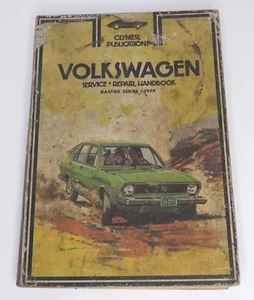 CLYMER
PUBLICATIONS
VOLKSWAGEN
SERVICE • REPAIR HANDBOOK
DASHER SERIES • 1974